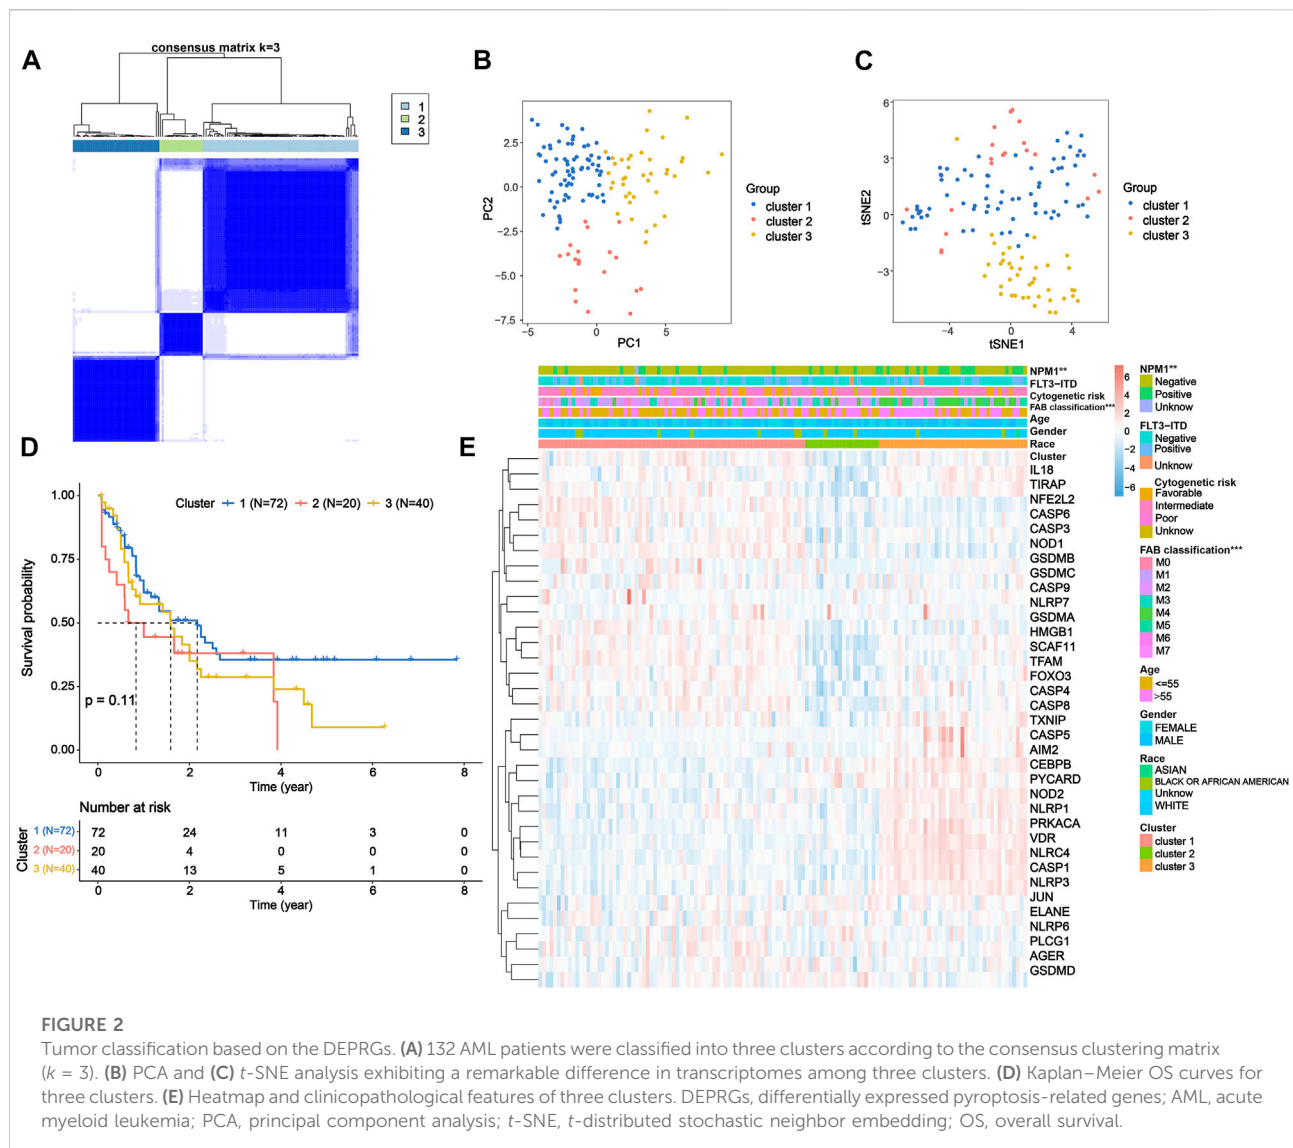 A
consensus matrix k=3
1
2
3
B
PC2
2.5
0.0
−2.5
−5.0
−7.5
−5
0
5
PC1
Group
cluster 1
cluster 2
cluster 3
C
tSNE2
6
3
0
−3
−4
0
4
tSNE1
Group
cluster 1
cluster 2
cluster 3
D
Cluster 1 (N=72) 2 (N=20) 3 (N=40)
Survival probability
1.00
0.75
0.50
0.25
0.00
p = 0.11
0 2 4 6 8
Time (year)
Number at risk
Cluster
1 (N=72) 72 24 11 3 0
2 (N=20) 20 4 0 0 0
3 (N=40) 40 13 5 1 0
0 2 4 6 8
Time (year)
E
NPM1**
FLT3−ITD
Cytogenetic risk
FAB classification***
Age
Gender
Race
Cluster
IL18
TIRAP
NFE2L2
CASP6
CASP3
NOD1
GSDMB
GSDMC
CASP9
NLRP7
GSDMA
HMGB1
SCAF11
TFAM
FOXO3
CASP4
CASP8
TXNIP
CASP5
AIM2
CEBPB
PYCARD
NOD2
NLRP1
PRKACA
VDR
NLRC4
CASP1
NLRP3
JUN
ELANE
NLRP6
PLCG1
AGER
GSDMD
6
4
2
0
−2
−4
−6
NPM1**
Negative
Positive
Unknow
FLT3−ITD
Negative
Positive
Unknow
Cytogenetic risk
Favorable
Intermediate
Poor
Unknow
FAB classification***
M0
M1
M2
M3
M4
M5
M6
M7
Age
<=55
>55
Gender
FEMALE
MALE
Race
ASIAN
BLACK OR AFRICAN AMERICAN
Unknow
WHITE
Cluster
cluster 1
cluster 2
cluster 3
FIGURE 2
Tumor classification based on the DEPRGs. (A) 132 AML patients were classified into three clusters according to the consensus clustering matrix
(k = 3). (B) PCA and (C) t-SNE analysis exhibiting a remarkable difference in transcriptomes among three clusters. (D) Kaplan–Meier OS curves for
three clusters. (E) Heatmap and clinicopathological features of three clusters. DEPRGs, differentially expressed pyroptosis-related genes; AML, acute
myeloid leukemia; PCA, principal component analysis; t-SNE, t-distributed stochastic neighbor embedding; OS, overall survival.